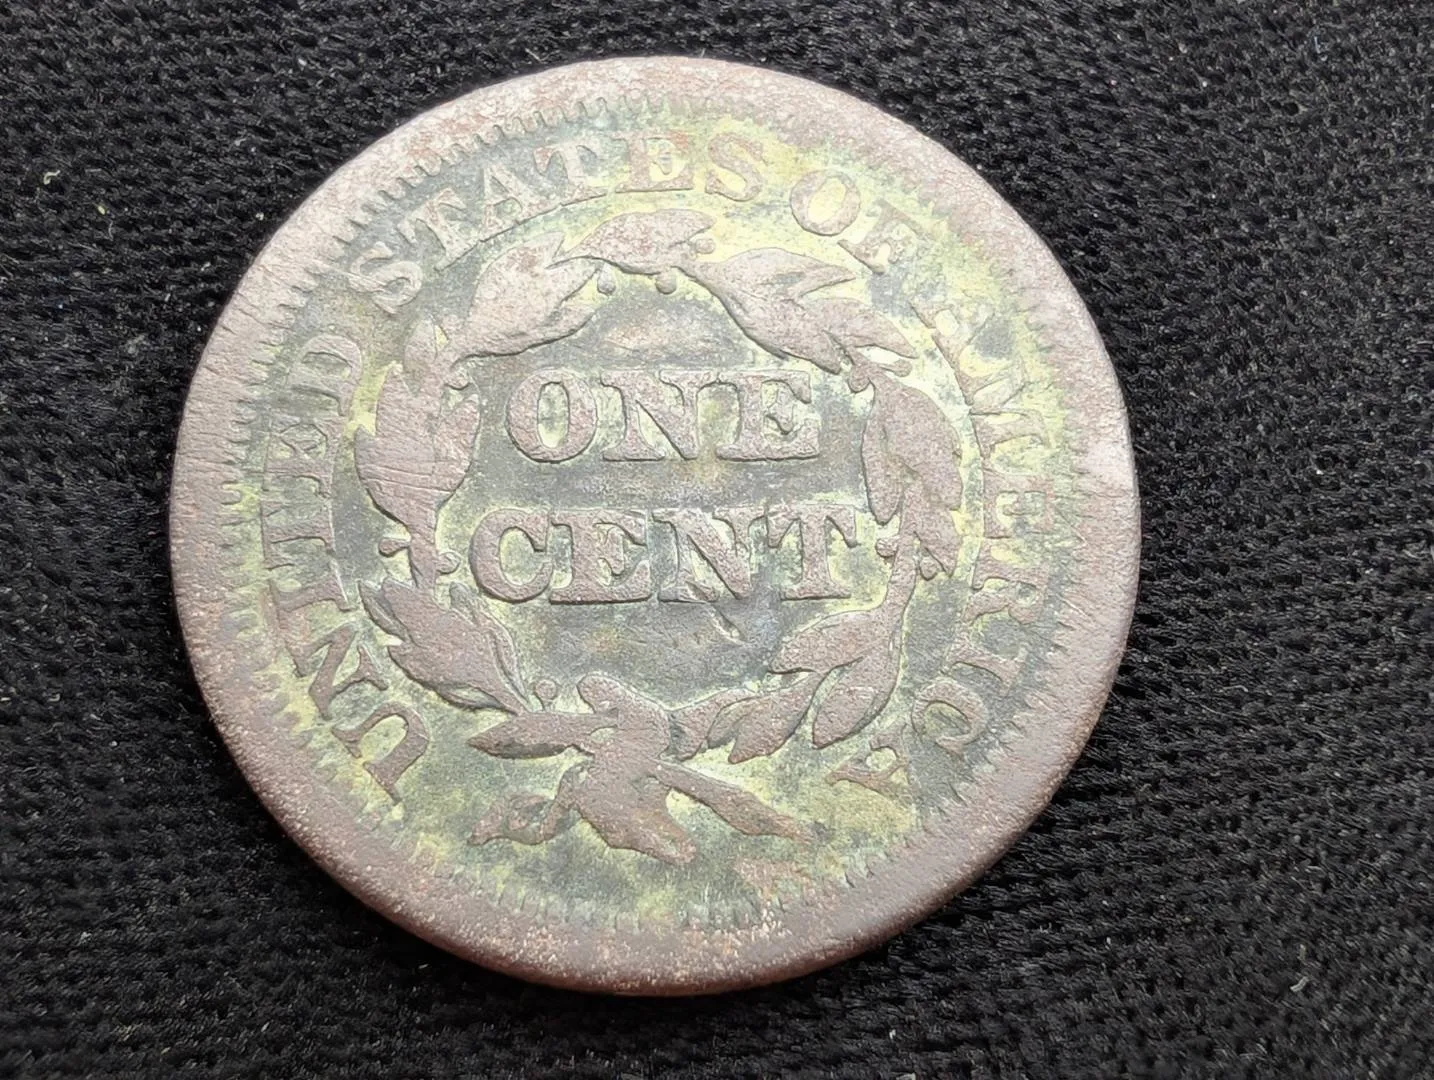 UNITED STATES OF AMERICA
ONE
CENT